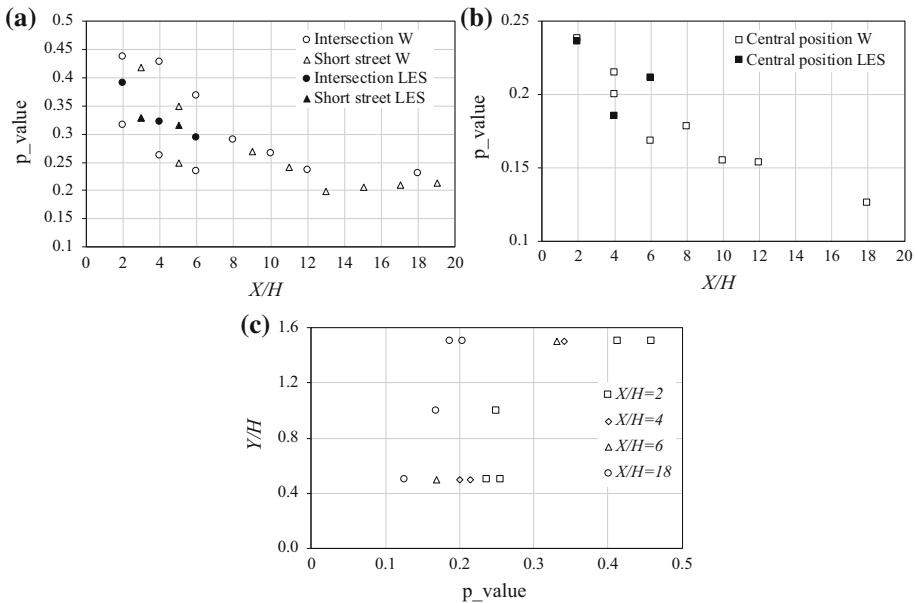 (a)
0.5
0.45
0.4
0.35
0.3
0.25
0.2
0.15
0.1
p_value
0 2 4 6 8 10 12 14 16 18 20
X/H
Intersection W
Short street W
Intersection LES
Short street LES
(b)
0.25
0.2
0.15
0.1
p_value
0 2 4 6 8 10 12 14 16 18 20
X/H
Central position W
Central position LES
(c)
1.6
1.2
0.8
0.4
0.0
Y/H
0 0.1 0.2 0.3 0.4 0.5
p_value
X/H=2
X/H=4
X/H=6
X/H=18